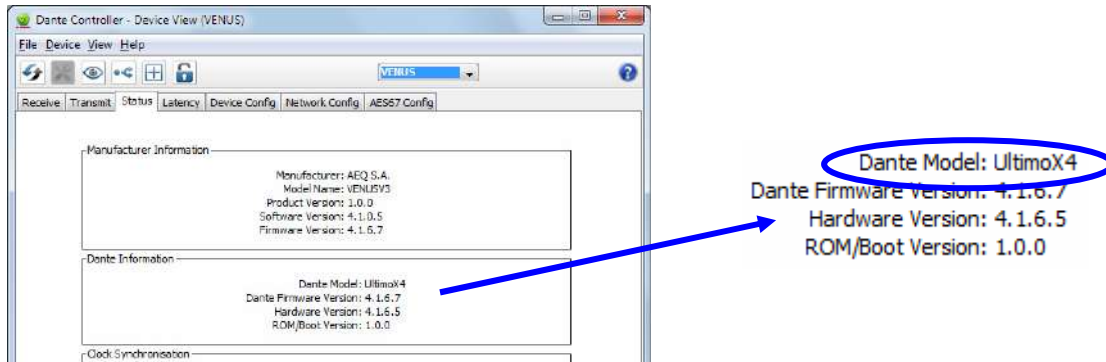 Dante Controller - Device View (VENUS)
File Device View Help
VENUS
Receive Transmit Status Latency Device Config Network Config AES67 Config
Manufacturer Information
Manufacturer: AEQ S.A.
Model Name: VENUSV3
Product Version: 1.0.0
Software Version: 4.1.0.5
Firmware Version: 4.1.6.7
Dante Information
Dante Model: UltimoX4
Dante Firmware Version: 4.1.6.7
Hardware Version: 4.1.6.5
ROM/Boot Version: 1.0.0
Clock Synchronisation
Dante Model: UltimoX4
Dante Firmware Version: 4.1.6.7
Hardware Version: 4.1.6.5
ROM/Boot Version: 1.0.0